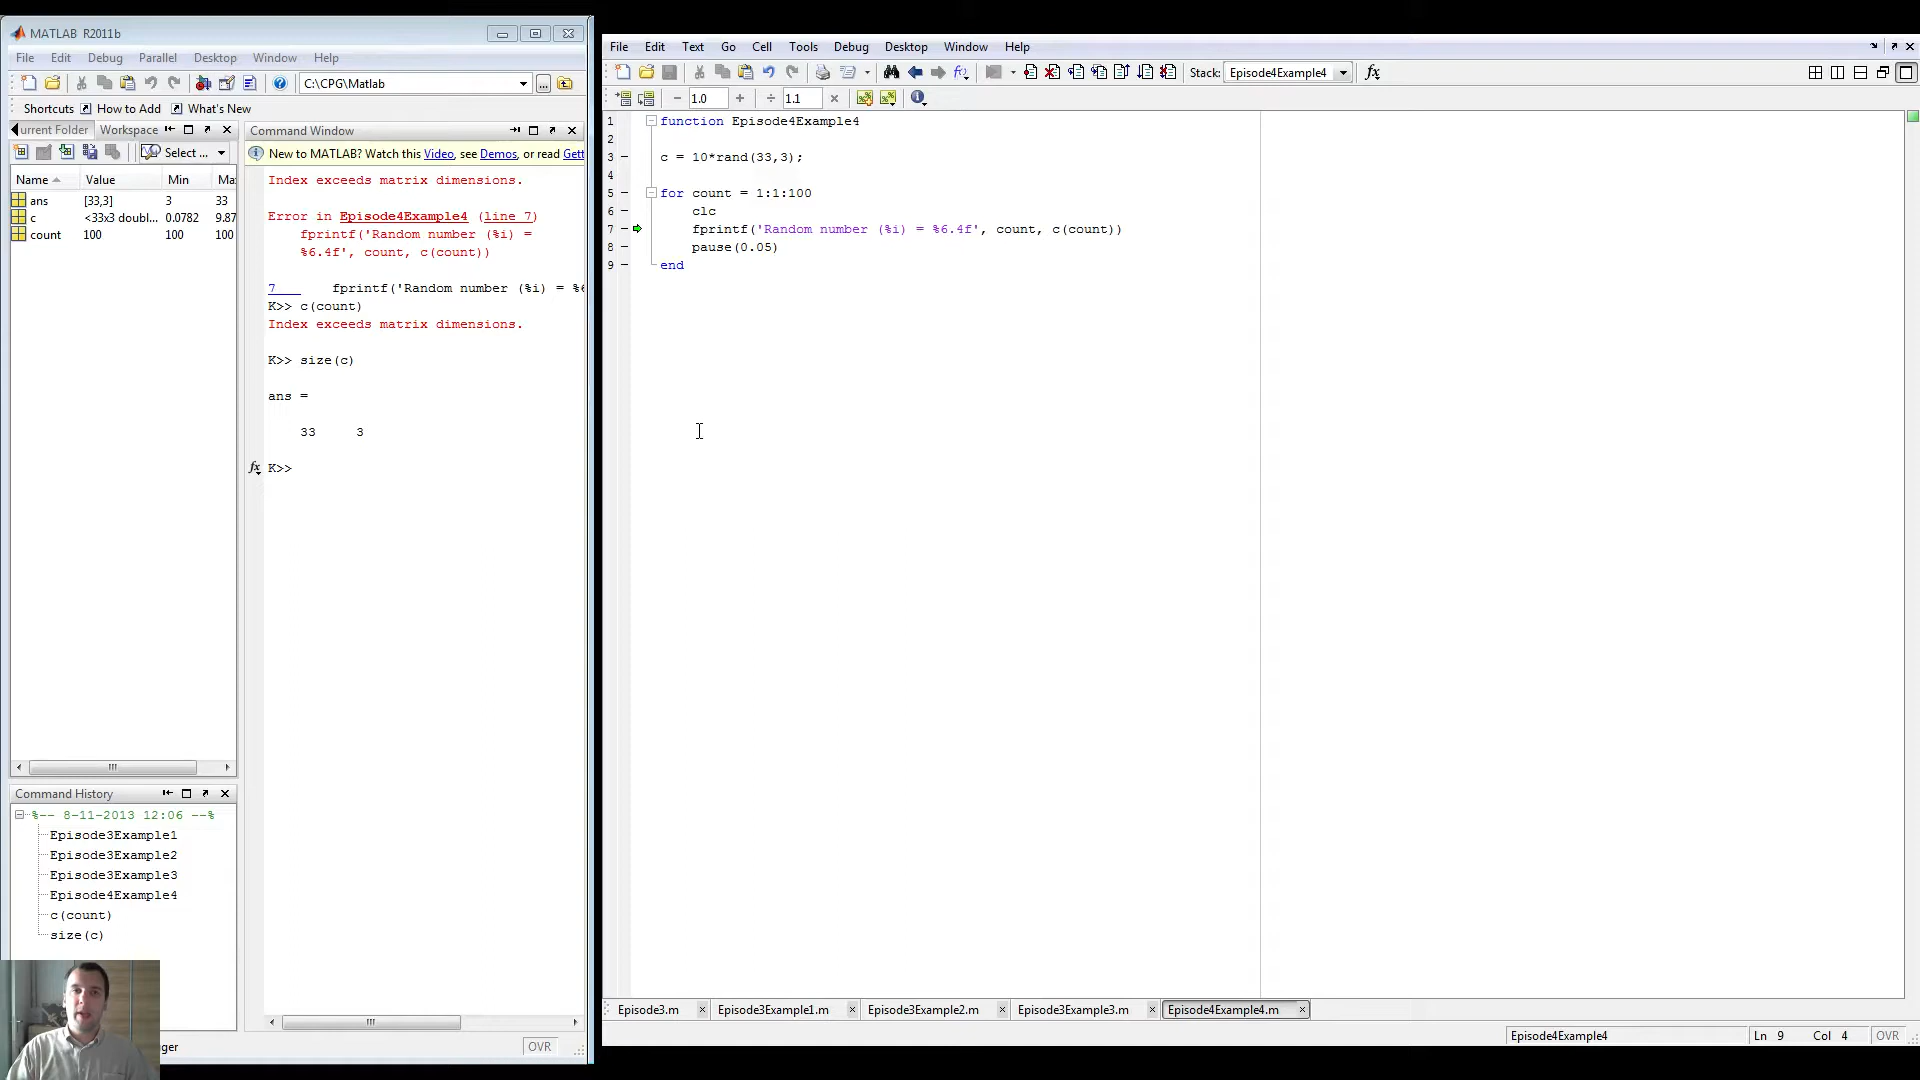 MATLAB R2011b
File Edit Debug Parallel Desktop Window Help
C:\CPG\Matlab
Shortcuts How to Add What's New
urrent Folder Workspace
Select ...
Name Value Min Ma
ans [33,3] 3 33
c <33x3 doubl... 0.0782 9.87
count 100 100 100
Command Window
New to MATLAB? Watch this Video, see Demos, or read Gett
Index exceeds matrix dimensions.
Error in Episode4Example4 (line 7)
fprintf('Random number (%i) =
%6.4f', count, c(count))
7 fprintf('Random number (%i) = %6
K>> c(count)
Index exceeds matrix dimensions.
K>> size(c)
ans =
33 3
fx K>>
Command History
%-- 8-11-2013 12:06 --%
Episode3Example1
Episode3Example2
Episode3Example3
Episode4Example4
c(count)
size(c)
gger
OVR
File Edit Text Go Cell Tools Debug Desktop Window Help
Stack: Episode4Example4 fx
− 1.0 + ÷ 1.1 ×
1 function Episode4Example4
2
3 c = 10*rand(33,3);
4
5 for count = 1:1:100
6 clc
7 fprintf('Random number (%i) = %6.4f', count, c(count))
8 pause(0.05)
9 end
Episode3.m Episode3Example1.m Episode3Example2.m Episode3Example3.m Episode4Example4.m
Episode4Example4 Ln 9 Col 4 OVR